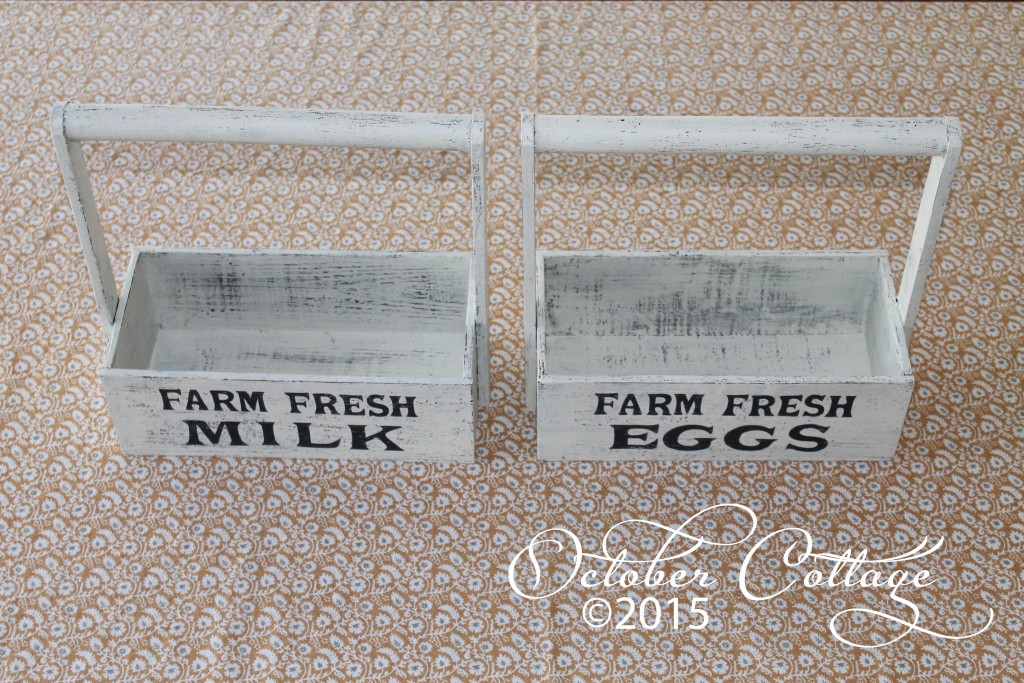 FARM FRESH
MILK
FARM FRESH
EGGS
October Cottage
©2015